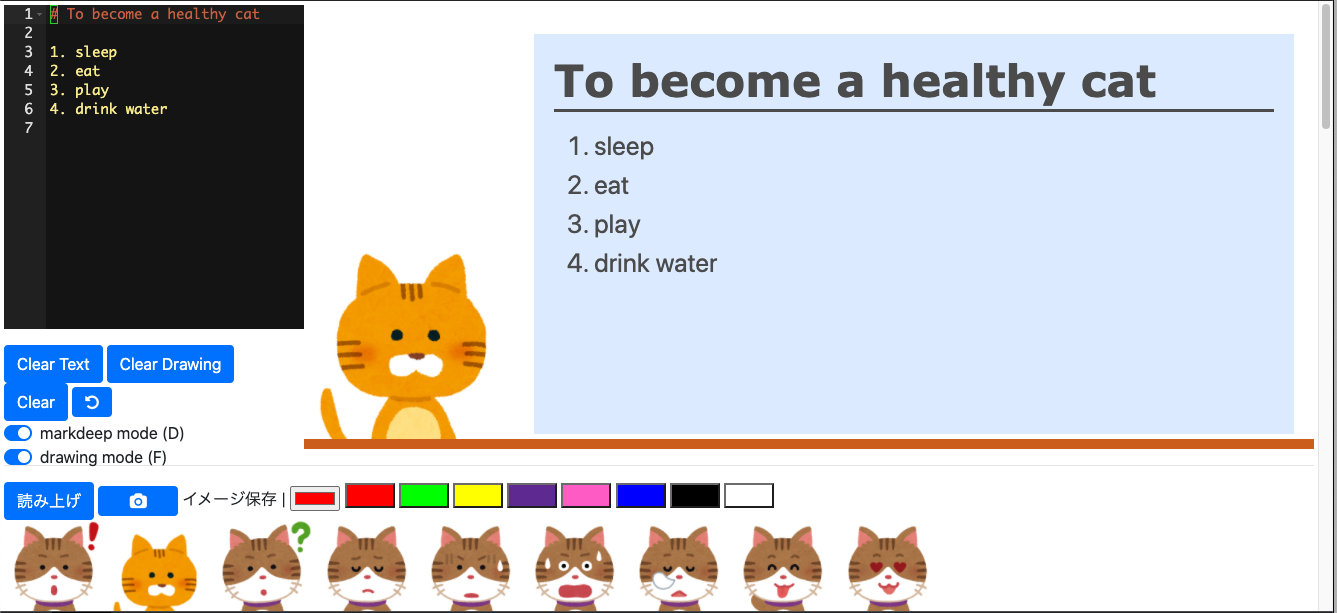 1 # To become a healthy cat
2
3 1. sleep
4 2. eat
5 3. play
6 4. drink water
7
To become a healthy cat
1. sleep
2. eat
3. play
4. drink water
Clear Text Clear Drawing
Clear
markdeep mode (D)
drawing mode (F)
読み上げ イメージ保存 |
! ?